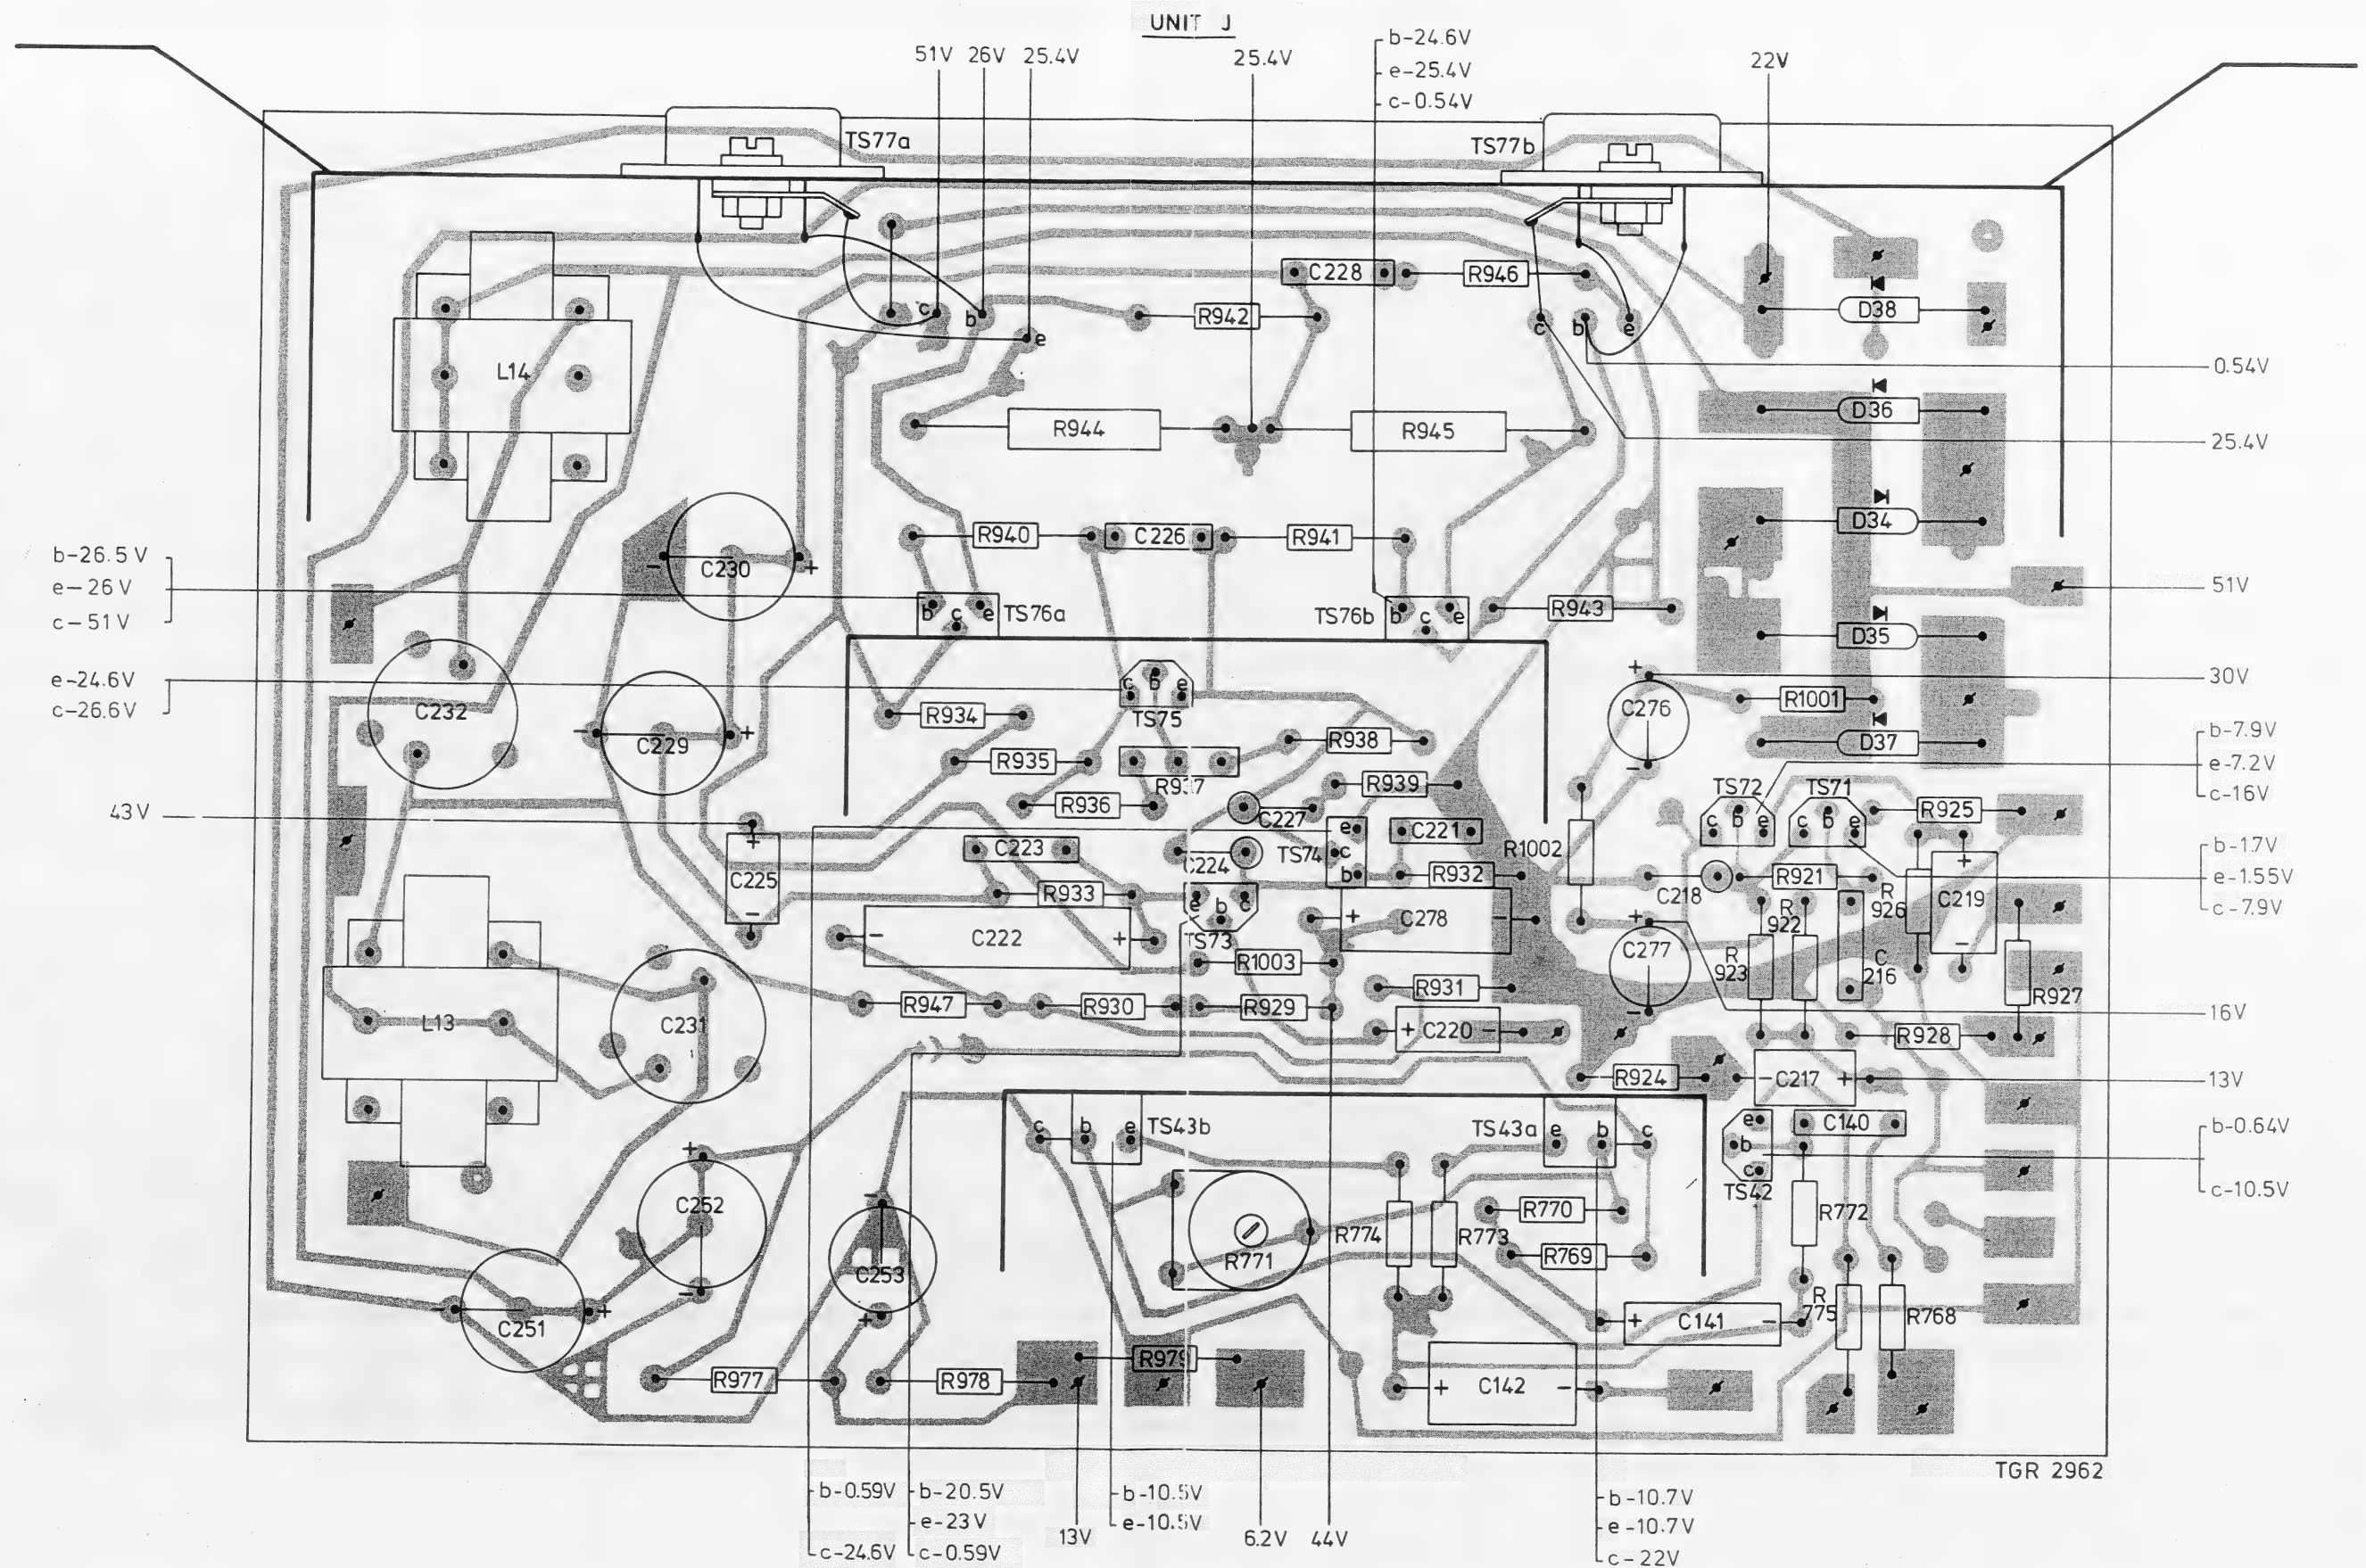 UNIT J
b-24.6V
51V 26V 25.4V
25.4V
e-25.4V
22V
c-0.54V
TS77a
TS77b
C228
R946
c
b
e
R942
c
b
e
D38
0.54V
L14
R944
R945
D36
25.4V
D34
R940
C226
R941
b-26.5V
e-26V
c-51V
- C230 +
b c e
TS76a
TS76b
b c e
R943
51V
D35
e-24.6V
c-26.6V
c b e
TS75
+
C276
-
30V
R1001
C232
- C229 +
R934
R938
D37
b-7.9V
e-7.2V
c-16V
R935
R937
R939
TS72
TS71
43V
R936
C227
R925
c b e
c b e
+
C225
-
C223
C224
TS74
e
c
b
C221
R1002
+
C219
-
b-1.7V
e-1.55V
c-7.9V
R933
R932
C218
R921
R
926
R
922
e b c
TS73
- C222 +
+ C278 -
+
C277
-
R
923
C
216
R1003
R931
R927
R947
R930
R929
16V
L13
C231
+ C220 -
R928
R924
- C217 +
13V
c b e
TS43b
TS43a
e b c
e
b
c
TS42
C140
b-0.64V
c-10.5V
+
C252
-
-
C253
+
R771
R774
R773
R770
R772
R769
- C251 +
+ C141 -
R
775
R768
R977
R978
R979
+ C142 -
TGR 2962
b-0.59V
c-24.6V
b-20.5V
e-23V
c-0.59V
13V
b-10.5V
e-10.5V
6.2V
44V
b-10.7V
e-10.7V
c-22V